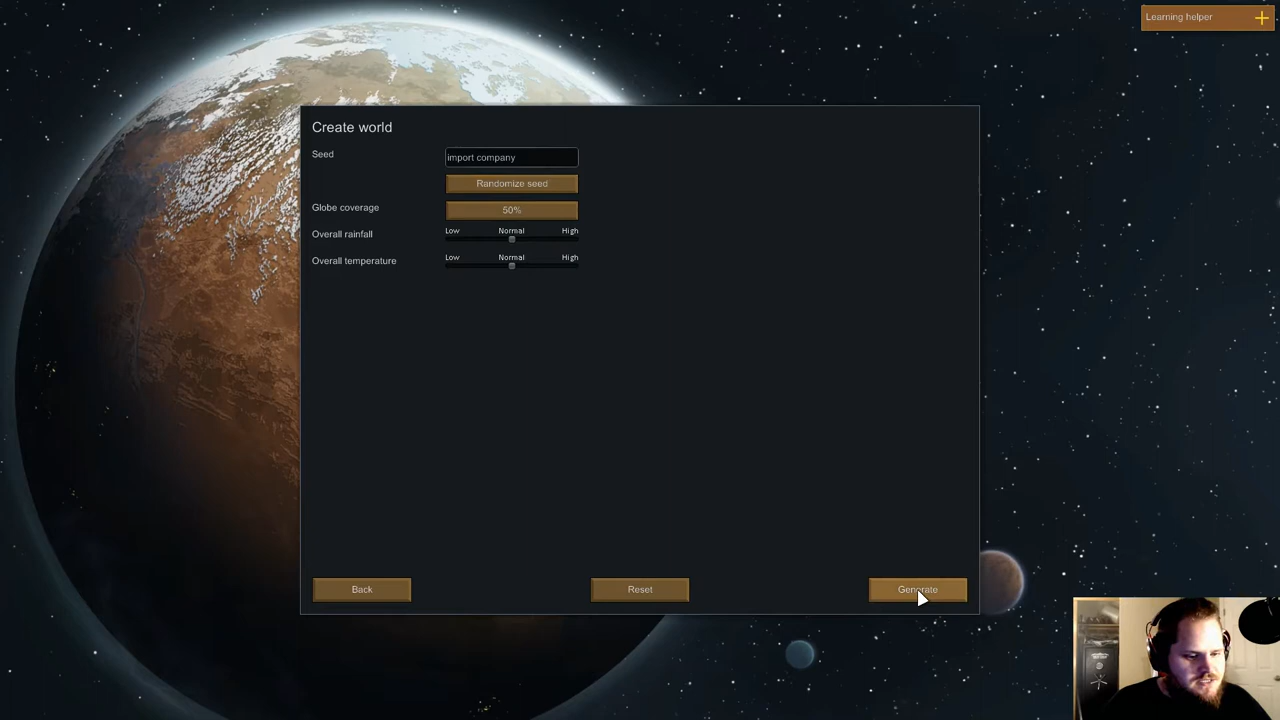 Learning helper
Create world
Seed
import company
Randomize seed
Globe coverage
50%
Low Normal High
Overall rainfall
Low Normal High
Overall temperature
Back
Reset
Generate